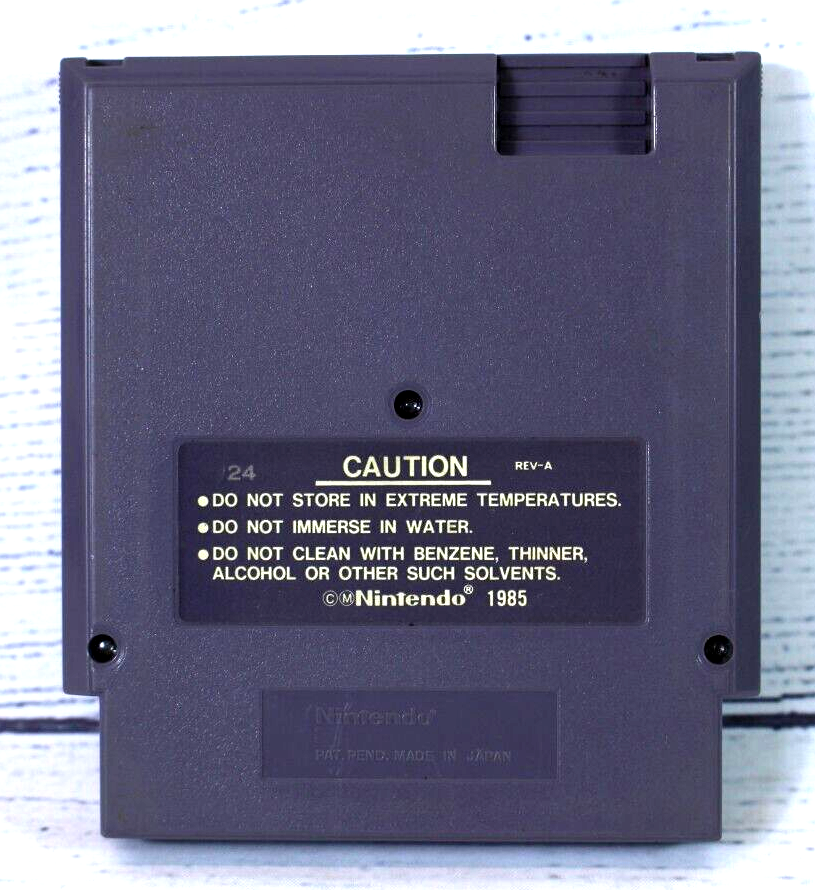 24 CAUTION REV-A
●DO NOT STORE IN EXTREME TEMPERATURES.
●DO NOT IMMERSE IN WATER.
●DO NOT CLEAN WITH BENZENE, THINNER,
ALCOHOL OR OTHER SUCH SOLVENTS.
ⒸⓂNintendo® 1985
Nintendo®
PAT. PEND. MADE IN JAPAN